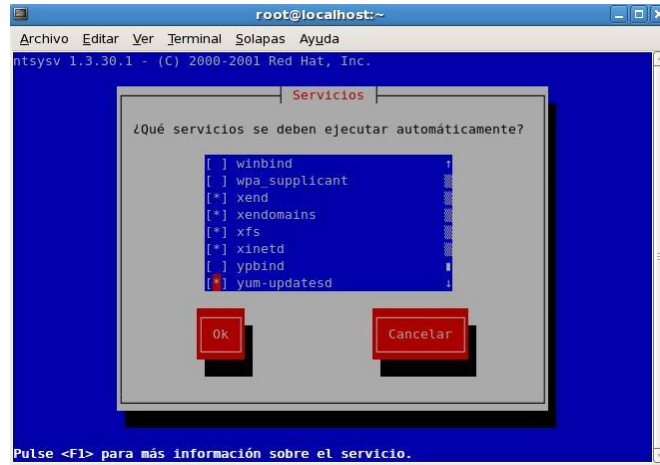 root@localhost:~
Archivo Editar Ver Terminal Solapas Ayuda
ntsysv 1.3.30.1 - (C) 2000-2001 Red Hat, Inc.
Servicios
¿Qué servicios se deben ejecutar automáticamente?
[ ] winbind
[ ] wpa_supplicant
[*] xend
[*] xendomains
[*] xfs
[*] xinetd
[ ] ypbind
[*] yum-updatesd
Ok Cancelar
Pulse <F1> para más información sobre el servicio.